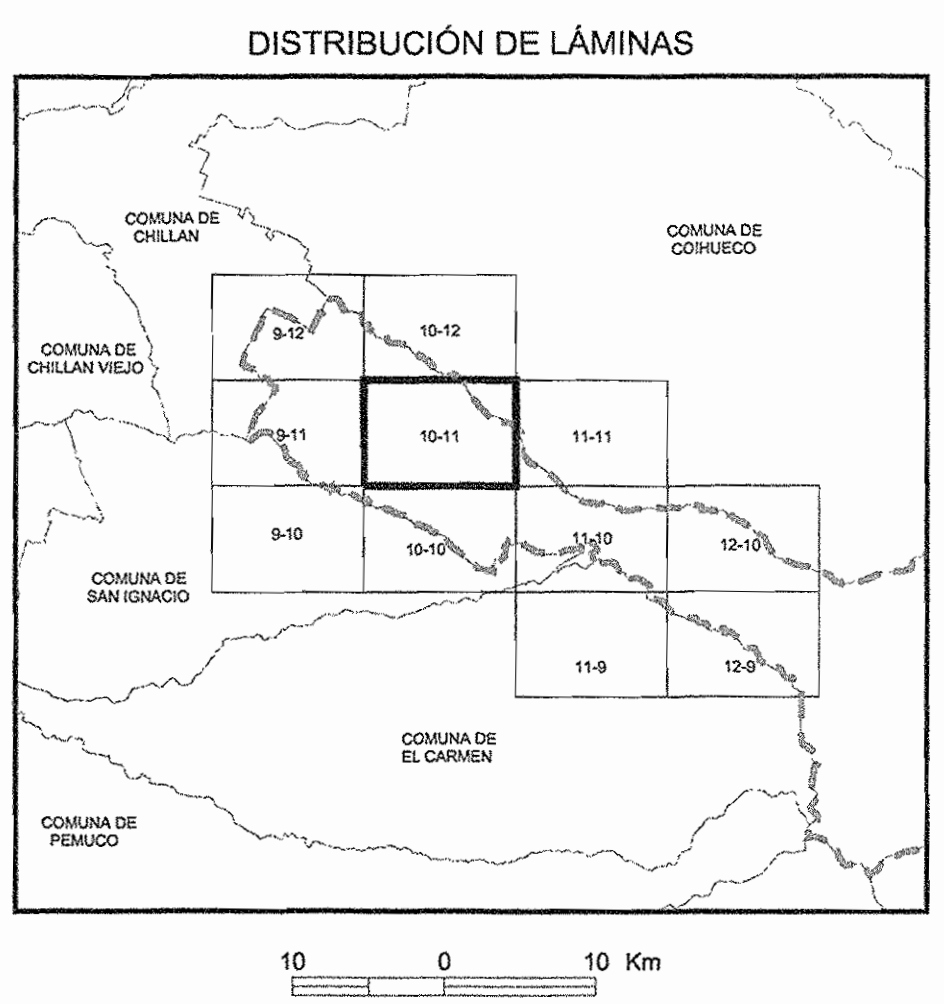 DISTRIBUCIÓN DE LÁMINAS
COMUNA DE
CHILLAN
COMUNA DE
COIHUECO
9-12
10-12
COMUNA DE
CHILLAN VIEJO
9-11
10-11
11-11
9-10
10-10
11-10
12-10
COMUNA DE
SAN IGNACIO
11-9
12-9
COMUNA DE
EL CARMEN
COMUNA DE
PEMUCO
10 0 10 Km